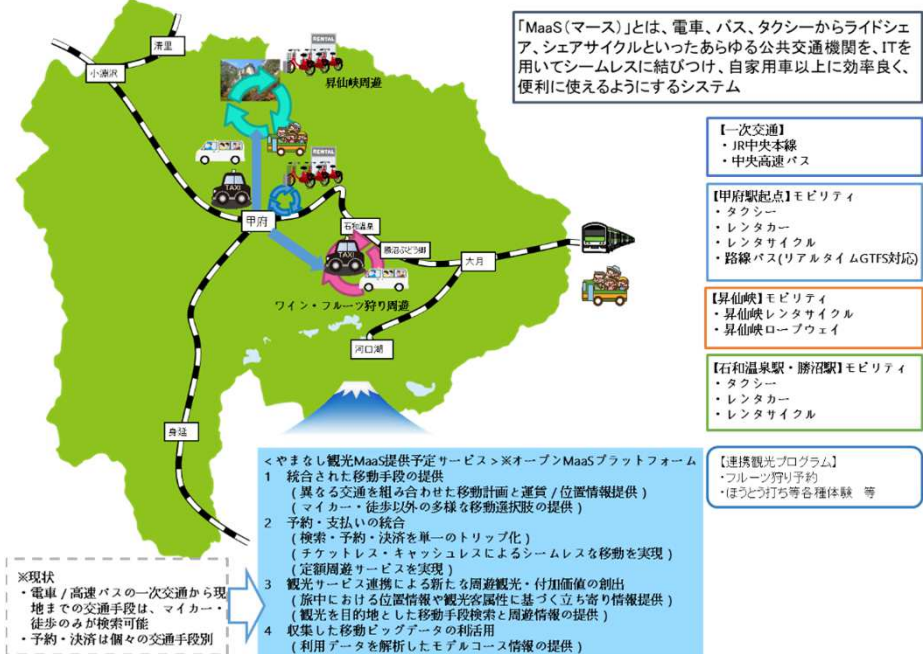 「MaaS(マース)」とは、電車、バス、タクシーからライドシェ
ア、シェアサイクルといったあらゆる公共交通機関を、ITを
用いてシームレスに結びつけ、自家用車以上に効率良く、
便利に使えるようにするシステム
清里
小淵沢
RENTAL
昇仙峡周遊
RENTAL
TAXI
甲府
石和温泉
勝沼ぶどう郷
TAXI
大月
ワイン・フルーツ狩り周遊
河口湖
身延
【一次交通】
・JR中央本線
・中央高速バス
【甲府駅起点】モビリティ
・タクシー
・レンタカー
・レンタサイクル
・路線バス(リアルタイムGTFS対応)
【昇仙峡】モビリティ
・昇仙峡レンタサイクル
・昇仙峡ロープウェイ
【石和温泉駅・勝沼駅】モビリティ
・タクシー
・レンタカー
・レンタサイクル
【連携観光プログラム】
・フルーツ狩り予約
・ほうとう打ち等各種体験 等
<やまなし観光MaaS提供予定サービス>※オープンMaaSプラットフォーム
1 統合された移動手段の提供
(異なる交通を組み合わせた移動計画と運賃/位置情報提供)
(マイカー・徒歩以外の多様な移動選択肢の提供)
2 予約・支払いの統合
(検索・予約・決済を単一のトリップ化)
(チケットレス・キャッシュレスによるシームレスな移動を実現)
(定額周遊サービスを実現)
3 観光サービス連携による新たな周遊観光・付加価値の創出
(旅中における位置情報や観光客属性に基づく立ち寄り情報提供)
(観光を目的地とした移動手段検索と周遊情報の提供)
4 収集した移動ビッグデータの利活用
(利用データを解析したモデルコース情報の提供)
※現状
・電車/高速バスの一次交通から現
地までの交通手段は、マイカー・
徒歩のみが検索可能
・予約・決済は個々の交通手段別